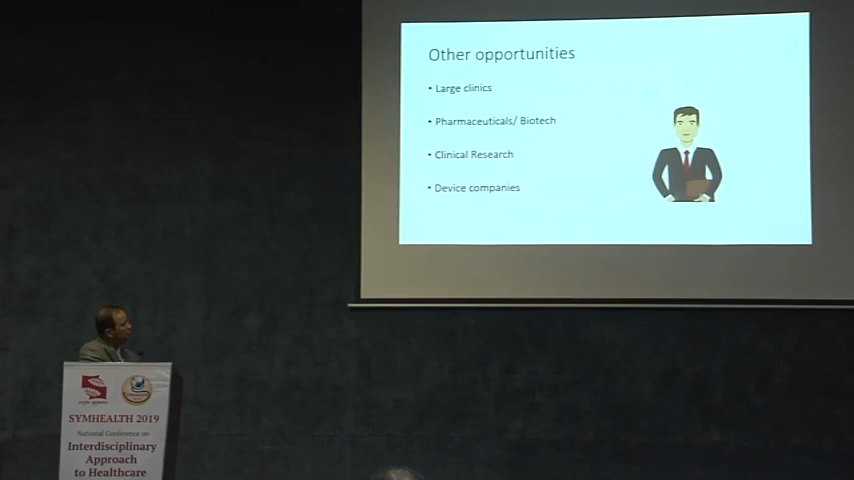 Other opportunities
• Large clinics
• Pharmaceuticals/ Biotech
• Clinical Research
• Device companies
SYMHEALTH 2019
National Conference on
Interdisciplinary
Approach
to Healthcare